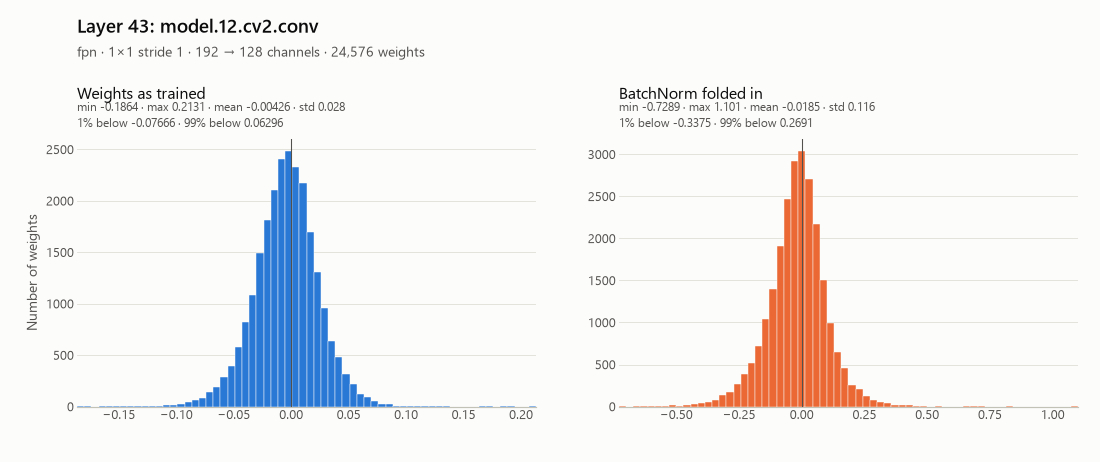 Layer 43: model.12.cv2.conv
fpn · 1×1 stride 1 · 192 → 128 channels · 24,576 weights
Weights as trained
min -0.1864 · max 0.2131 · mean -0.00426 · std 0.028
1% below -0.07666 · 99% below 0.06296
Number of weights
2500
2000
1500
1000
500
0
−0.15 −0.10 −0.05 0.00 0.05 0.10 0.15 0.20
BatchNorm folded in
min -0.7289 · max 1.101 · mean -0.0185 · std 0.116
1% below -0.3375 · 99% below 0.2691
3000
2500
2000
1500
1000
500
0
−0.50 −0.25 0.00 0.25 0.50 0.75 1.00